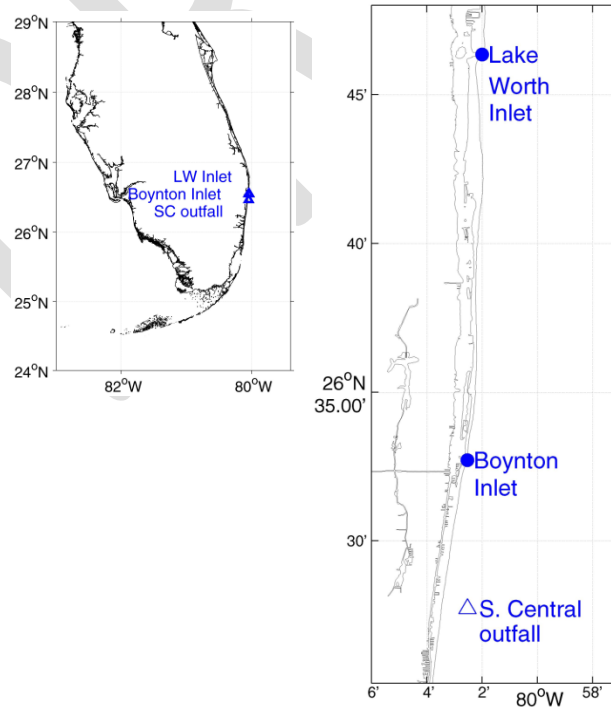 29°N
28°N
27°N
26°N
25°N
24°N
LW Inlet
Boynton Inlet
SC outfall
82°W
80°W
Lake
Worth
Inlet
45'
40'
26°N
35.00'
Boynton
Inlet
30'
S. Central
outfall
6'
4'
2'
80°W
58'